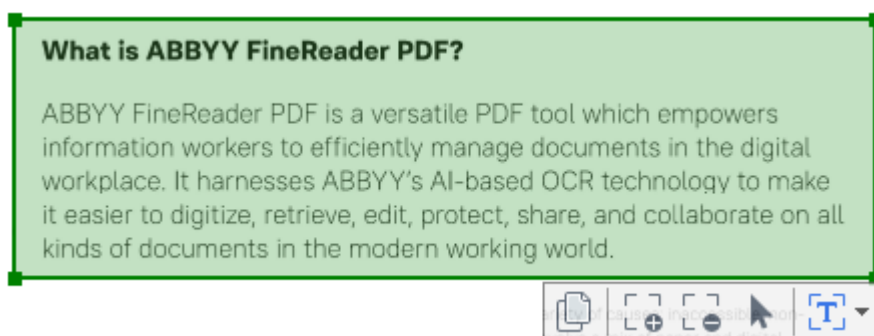 What is ABBYY FineReader PDF?
ABBYY FineReader PDF is a versatile PDF tool which empowers
information workers to efficiently manage documents in the digital
workplace. It harnesses ABBYY’s AI-based OCR technology to make
it easier to digitize, retrieve, edit, protect, share, and collaborate on all
kinds of documents in the modern working world.
T